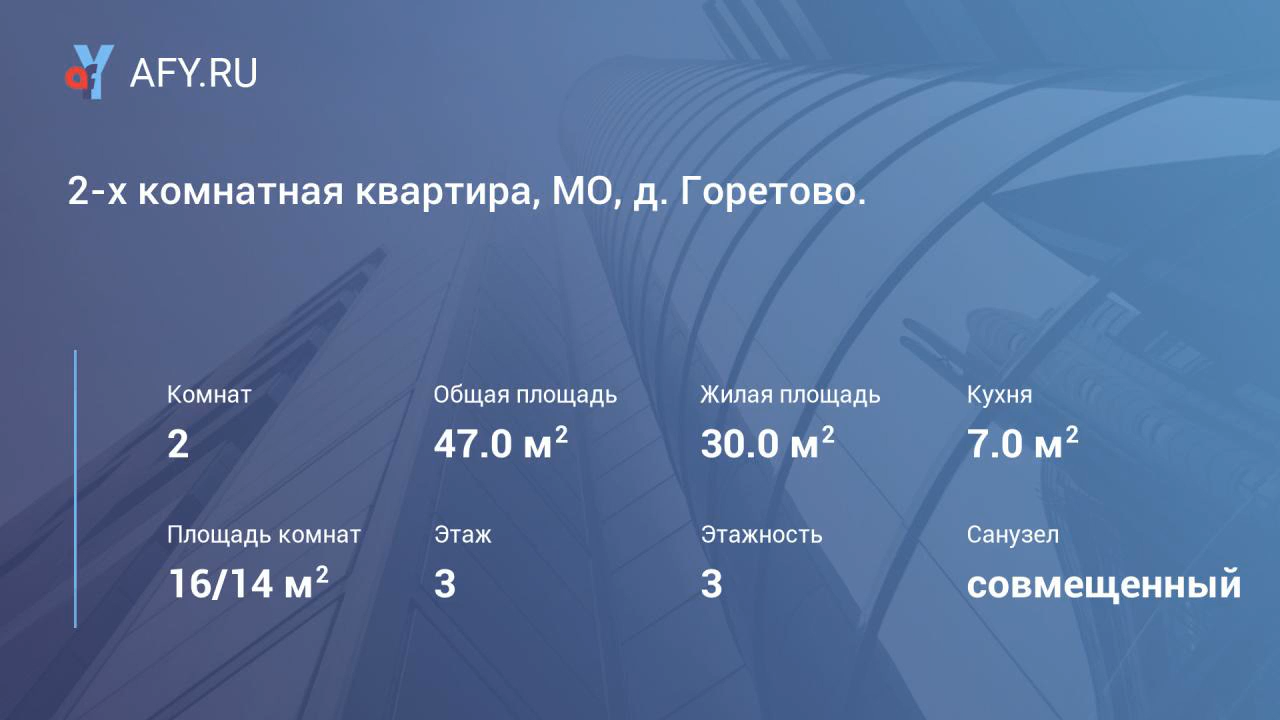 AFY.RU
2-х комнатная квартира, МО, д. Горетово.
Комнат
Общая площадь
Жилая площадь
Кухня
2
47.0 м²
30.0 м²
7.0 м²
Площадь комнат
Этаж
Этажность
Санузел
16/14 м²
3
3
совмещенный